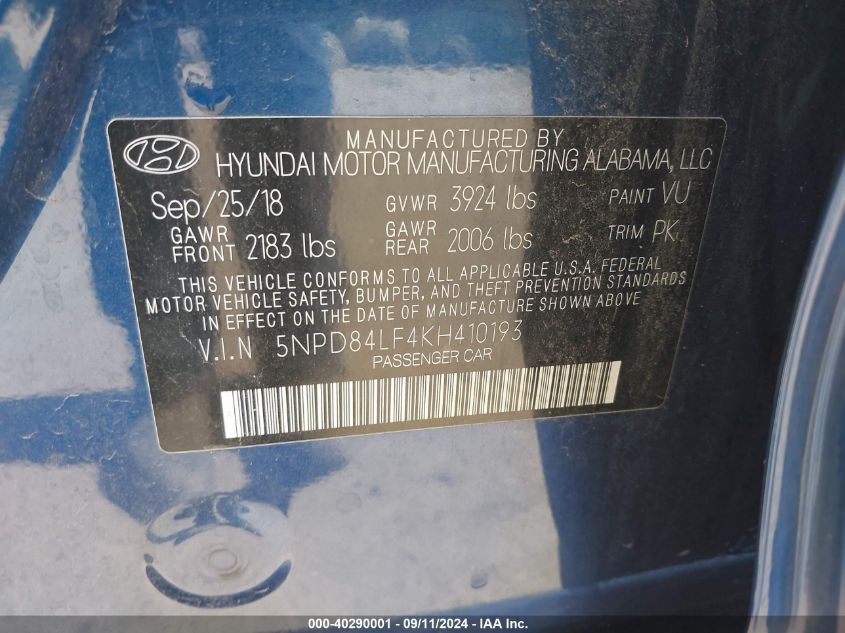 MANUFACTURED BY
HYUNDAI MOTOR MANUFACTURING ALABAMA, LLC
Sep/25/18 GVWR 3924 lbs PAINT VU
GAWR FRONT 2183 lbs GAWR REAR 2006 lbs TRIM PK
THIS VEHICLE CONFORMS TO ALL APPLICABLE U.S.A. FEDERAL
MOTOR VEHICLE SAFETY, BUMPER, AND THEFT PREVENTION STANDARDS
IN EFFECT ON THE DATE OF MANUFACTURE SHOWN ABOVE
V.I.N 5NPD84LF4KH410193
PASSENGER CAR
000-40290001 - 09/11/2024 - IAA Inc.